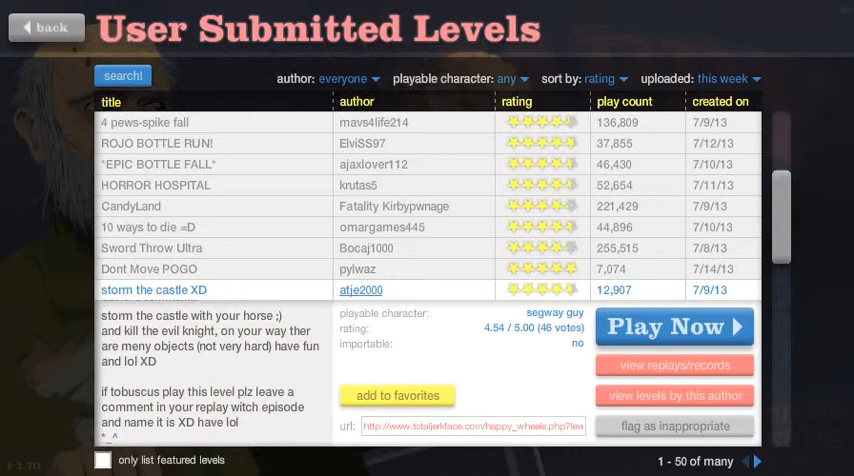 back
User Submitted Levels
search!
author: everyone playable character: any sort by: rating uploaded: this week
title author rating play count created on
4 pews-spike fall mavs4life214 136,809 7/9/13
ROJO BOTTLE RUN! ElviSS97 37,855 7/12/13
*EPIC BOTTLE FALL* ajaxlover112 46,430 7/10/13
HORROR HOSPITAL krutas5 52,654 7/11/13
CandyLand Fatality Kirbypwnage 221,429 7/9/13
10 ways to die =D omargames445 44,896 7/10/13
Sword Throw Ultra Bocaj1000 255,515 7/8/13
Dont Move POGO pylwaz 7,074 7/14/13
storm the castle XD atje2000 12,907 7/9/13
storm the castle with your horse ;)
and kill the evil knight, on your way ther
are meny objects (not very hard) have fun
and lol XD
if tobuscus play this level plz leave a
comment in your replay witch episode
and name it is XD have lol
*_^
playable character: segway guy
rating: 4.54 / 5.00 (46 votes)
importable: no
add to favorites
url: http://www.totaljerkface.com/happy_wheels.php?lev
Play Now
view replays/records
view levels by this author
flag as inappropriate
only list featured levels
1 - 50 of many
r 1.70